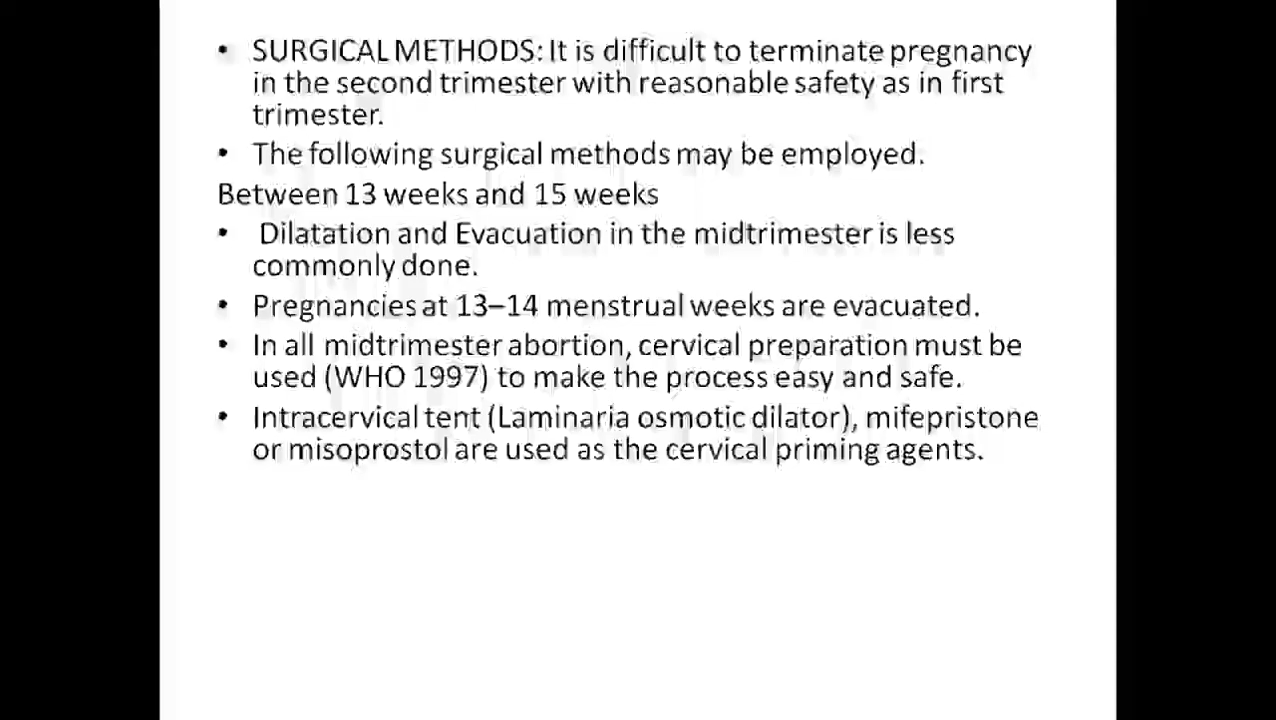 • SURGICAL METHODS: It is difficult to terminate pregnancy
in the second trimester with reasonable safety as in first
trimester.
• The following surgical methods may be employed.
Between 13 weeks and 15 weeks
• Dilatation and Evacuation in the midtrimester is less
commonly done.
• Pregnancies at 13–14 menstrual weeks are evacuated.
• In all midtrimester abortion, cervical preparation must be
used (WHO 1997) to make the process easy and safe.
• Intracervical tent (Laminaria osmotic dilator), mifepristone
or misoprostol are used as the cervical priming agents.